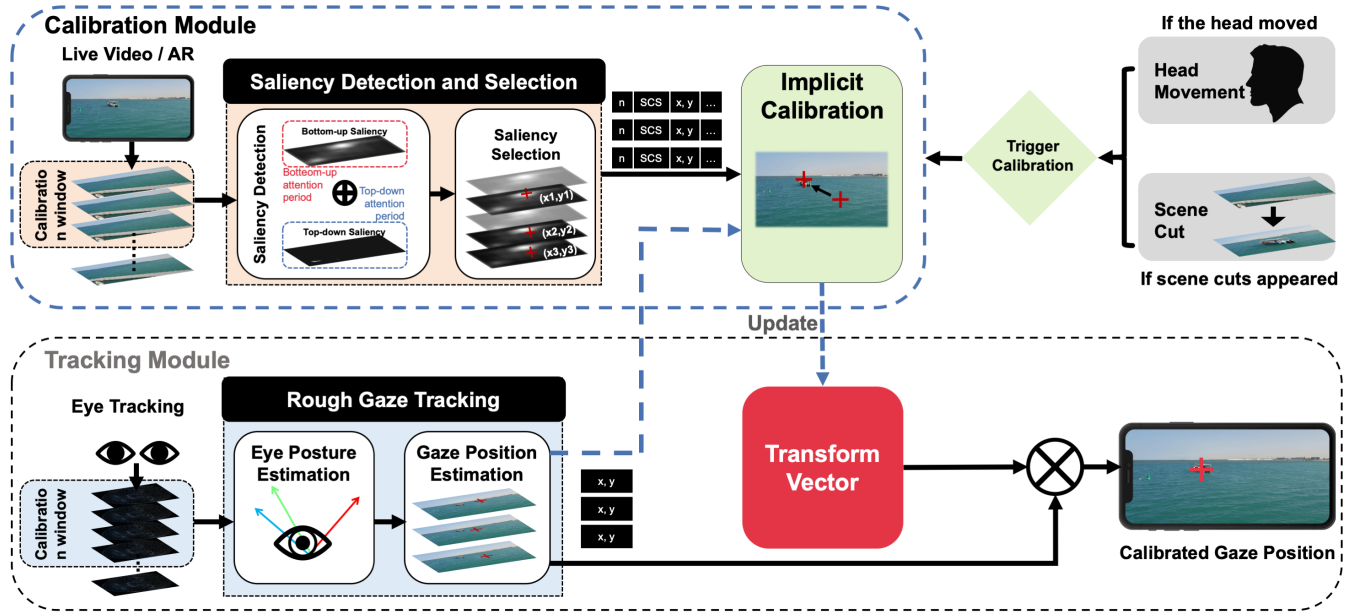 Calibration Module
Live Video / AR
Calibratio
n window
Saliency Detection and Selection
Saliency Detection
Bottom-up Saliency
Botteom-up
attention
period
Top-down
attention
period
Top-down Saliency
Saliency
Selection
(x1,y1)
(x2,y2)
(x3,y3)
n SCS x, y ...
n SCS x, y ...
n SCS x, y ...
Implicit
Calibration
Trigger
Calibration
If the head moved
Head
Movement
Scene
Cut
If scene cuts appeared
Update
Tracking Module
Eye Tracking
Calibratio
n window
Rough Gaze Tracking
Eye Posture
Estimation
Gaze Position
Estimation
x, y
x, y
x, y
Transform
Vector
Calibrated Gaze Position